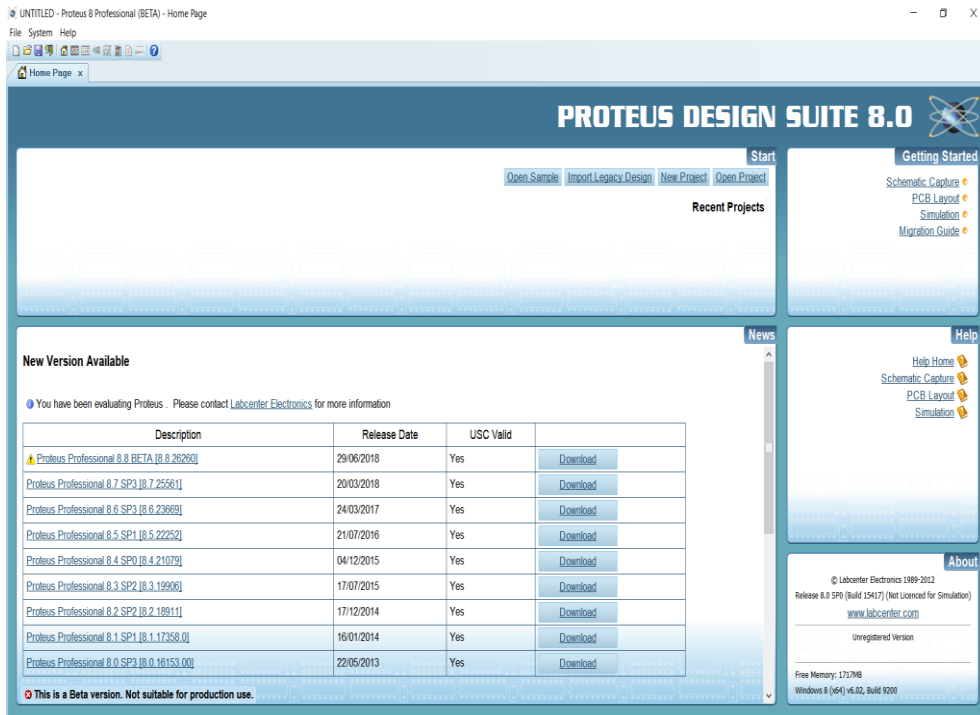 UNTITLED - Proteus 8 Professional (BETA) - Home Page
File System Help
Home Page x
PROTEUS DESIGN SUITE 8.0
Start
Open Sample Import Legacy Design New Project Open Project
Recent Projects
Getting Started
Schematic Capture
PCB Layout
Simulation
Migration Guide
News
New Version Available
You have been evaluating Proteus . Please contact Labcenter Electronics for more information
Description Release Date USC Valid
Proteus Professional 8.8 BETA [8.8.26260] 29/06/2018 Yes Download
Proteus Professional 8.7 SP3 [8.7.25561] 20/03/2018 Yes Download
Proteus Professional 8.6 SP3 [8.6.23669] 24/03/2017 Yes Download
Proteus Professional 8.5 SP1 [8.5.22252] 21/07/2016 Yes Download
Proteus Professional 8.4 SP0 [8.4.21079] 04/12/2015 Yes Download
Proteus Professional 8.3 SP2 [8.3.19906] 17/07/2015 Yes Download
Proteus Professional 8.2 SP2 [8.2.18911] 17/12/2014 Yes Download
Proteus Professional 8.1 SP1 [8.1.17358.0] 16/01/2014 Yes Download
Proteus Professional 8.0 SP3 [8.0.16153.00] 22/05/2013 Yes Download
This is a Beta version. Not suitable for production use.
Help
Help Home
Schematic Capture
PCB Layout
Simulation
About
© Labcenter Electronics 1989-2012
Release 8.0 SP0 (Build 15417) (Not Licenced for Simulation)
www.labcenter.com
Unregistered Version
Free Memory: 1717MB
Windows 8 (x64) v6.02, Build 9200